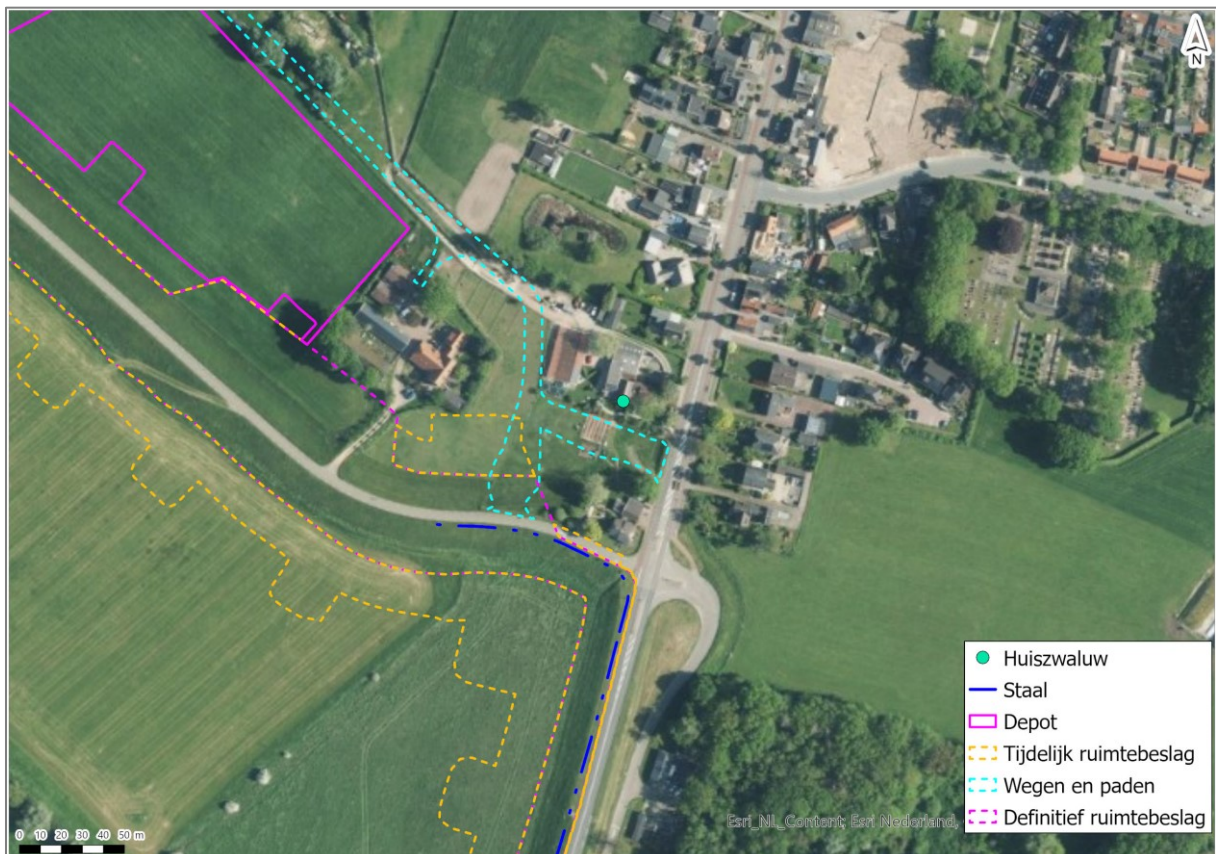 N
Huiszwaluw
Staal
Depot
Tijdelijk ruimtebeslag
Wegen en paden
Definitief ruimtebeslag
0 10 20 30 40 50 m
Esri_NL_Content, Esri Nederland,